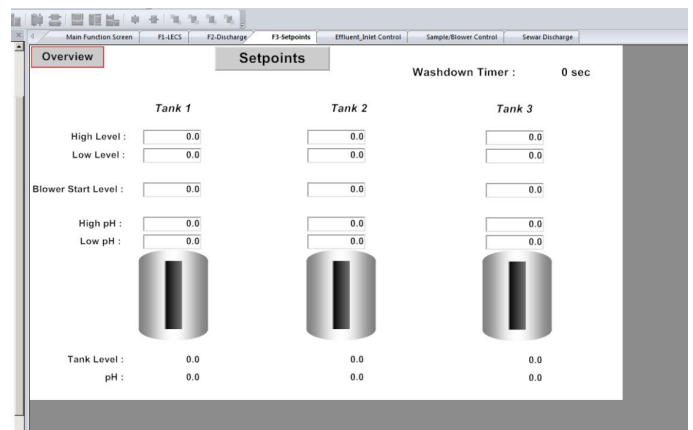 Main Function Screen F1-LECS F2-Discharge F3-Setpoints Effluent_Inlet Control Sample/Blower Control Sewar Discharge
Overview Setpoints
Washdown Timer : 0 sec
Tank 1 Tank 2 Tank 3
High Level : 0.0 0.0 0.0
Low Level : 0.0 0.0 0.0
Blower Start Level : 0.0 0.0 0.0
High pH : 0.0 0.0 0.0
Low pH : 0.0 0.0 0.0
Tank Level : 0.0 0.0 0.0
pH : 0.0 0.0 0.0